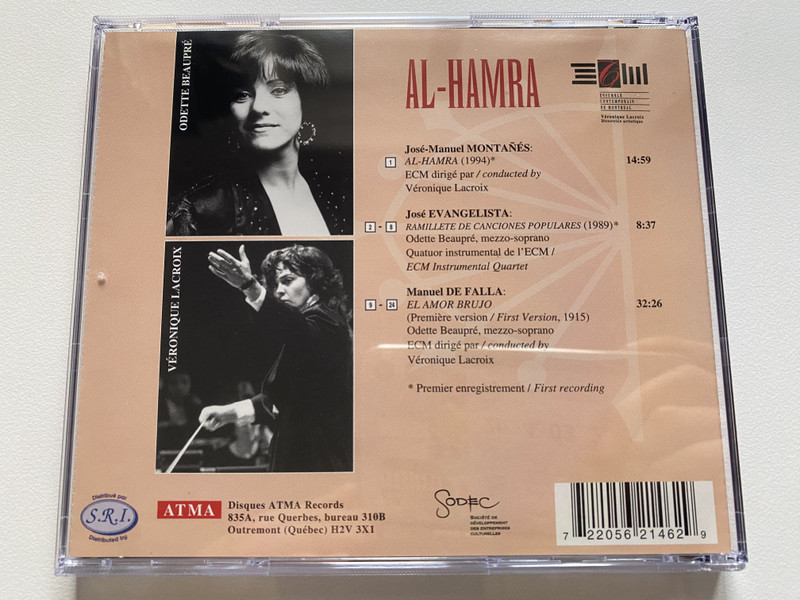 ODETTE BEAUPRÉ
VÉRONIQUE LACROIX
AL-HAMRA
ENSEMBLE
CONTEMPORAIN
DE MONTRÉAL
Véronique Lacroix
Direction artistique
José-Manuel MONTAÑÉS:
1 AL-HAMRA (1994)* 14:59
ECM dirigé par / conducted by
Véronique Lacroix
José EVANGELISTA:
2 - 8 RAMILLETE DE CANCIONES POPULARES (1989)* 8:37
Odette Beaupré, mezzo-soprano
Quatuor instrumental de l'ECM /
ECM Instrumental Quartet
Manuel DE FALLA:
9 - 24 EL AMOR BRUJO 32:26
(Première version / First Version, 1915)
Odette Beaupré, mezzo-soprano
ECM dirigé par / conducted by
Véronique Lacroix
* Premier enregistrement / First recording
Distribué par
S.R.I.
Distributed by
ATMA
Disques ATMA Records
835A, rue Querbes, bureau 310B
Outremont (Québec) H2V 3X1
SODEC
SOCIÉTÉ DE
DÉVELOPPEMENT
DES ENTREPRISES
CULTURELLES
7 22056 21462 9